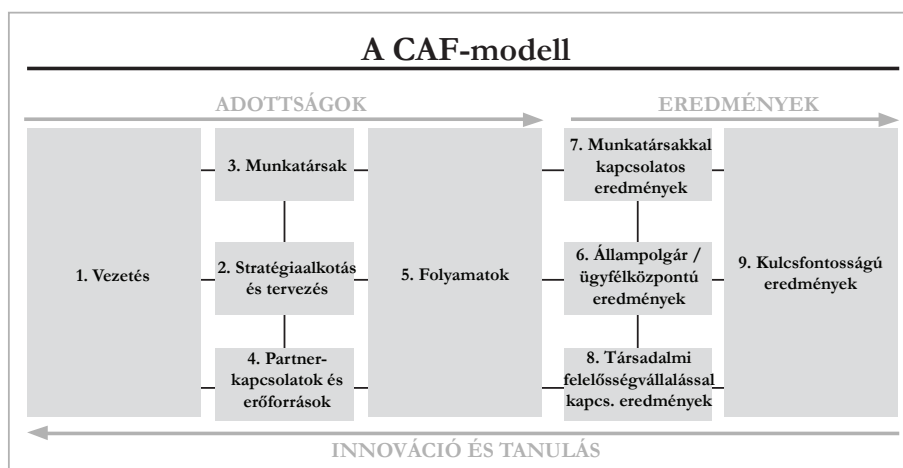 A CAF-modell
ADOTTSÁGOK
EREDMÉNYEK
1. Vezetés
3. Munkatársak
2. Stratégiaalkotás
és tervezés
4. Partner-
kapcsolatok és
erőforrások
5. Folyamatok
7. Munkatársakkal
kapcsolatos
eredmények
6. Állampolgár /
ügyfélközpontú
eredmények
8. Társadalmi
felelősségvállalással
kapcs. eredmények
9. Kulcsfontosságú
eredmények
INNOVÁCIÓ ÉS TANULÁS